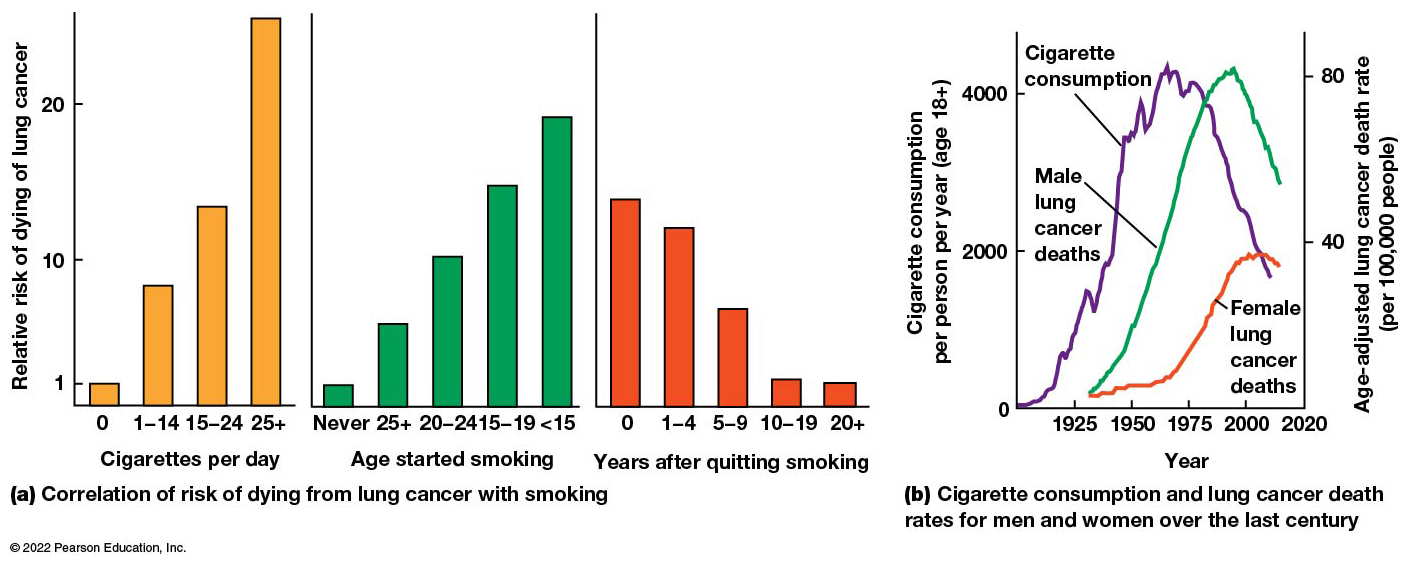 Relative risk of dying of lung cancer
20
10
1
0 1–14 15–24 25+
Cigarettes per day
Never 25+ 20–24 15–19 <15
Age started smoking
0 1–4 5–9 10–19 20+
Years after quitting smoking
(a) Correlation of risk of dying from lung cancer with smoking
© 2022 Pearson Education, Inc.
Cigarette consumption
per person per year (age 18+)
4000
2000
0
Cigarette
consumption
Male
lung
cancer
deaths
Female
lung
cancer
deaths
80
40
Age-adjusted lung cancer death rate
(per 100,000 people)
1925 1950 1975 2000 2020
Year
(b) Cigarette consumption and lung cancer death
rates for men and women over the last century